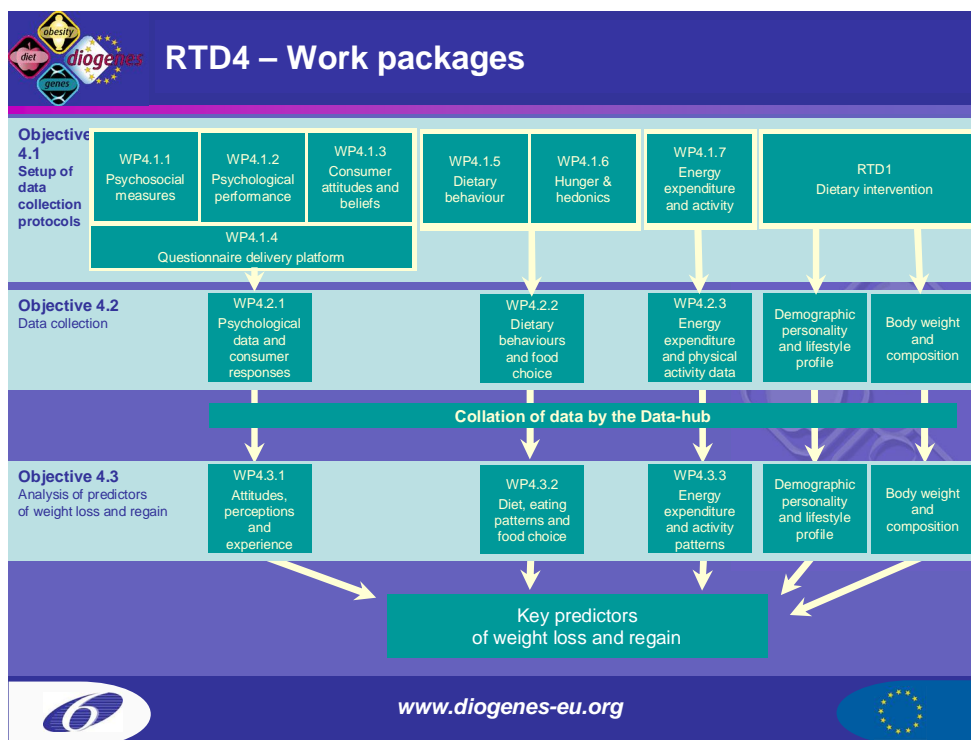 obesity
diet
diogenes
genes
RTD4 – Work packages
Objective
4.1
Setup of
data
collection
protocols
WP4.1.1
Psychosocial
measures
WP4.1.2
Psychological
performance
WP4.1.3
Consumer
attitudes and
beliefs
WP4.1.4
Questionnaire delivery platform
WP4.1.5
Dietary
behaviour
WP4.1.6
Hunger &
hedonics
WP4.1.7
Energy
expenditure
and activity
RTD1
Dietary intervention
Objective 4.2
Data collection
WP4.2.1
Psychological
data and
consumer
responses
WP4.2.2
Dietary
behaviours
and food
choice
WP4.2.3
Energy
expenditure
and physical
activity data
Demographic
personality
and lifestyle
profile
Body weight
and
composition
Collation of data by the Data-hub
Objective 4.3
Analysis of predictors
of weight loss and regain
WP4.3.1
Attitudes,
perceptions
and
experience
WP4.3.2
Diet, eating
patterns and
food choice
WP4.3.3
Energy
expenditure
and activity
patterns
Demographic
personality
and lifestyle
profile
Body weight
and
composition
Key predictors
of weight loss and regain
6
www.diogenes-eu.org